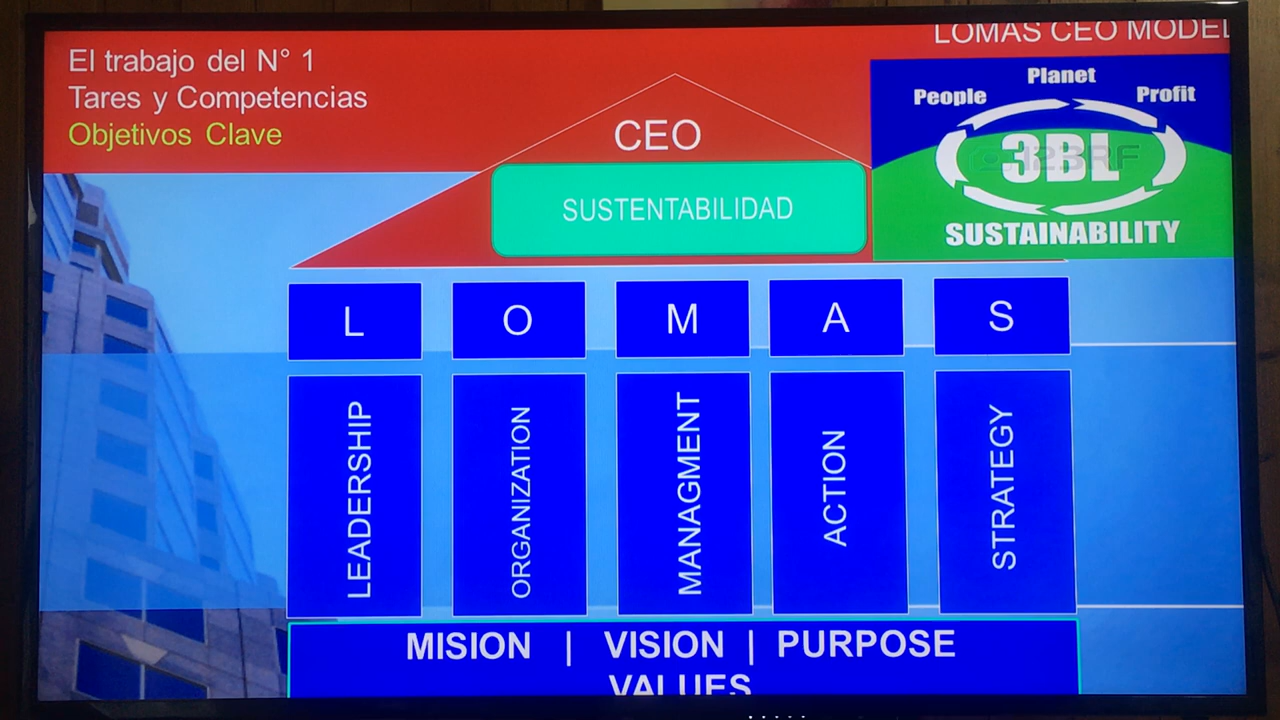 El trabajo del N° 1
Tares y Competencias
Objetivos Clave
LOMAS CEO MODEL
CEO
SUSTENTABILIDAD
People
Planet
Profit
3BL
123RF
SUSTAINABILITY
L
O
M
A
S
LEADERSHIP
ORGANIZATION
MANAGMENT
ACTION
STRATEGY
MISION | VISION | PURPOSE
VALUES